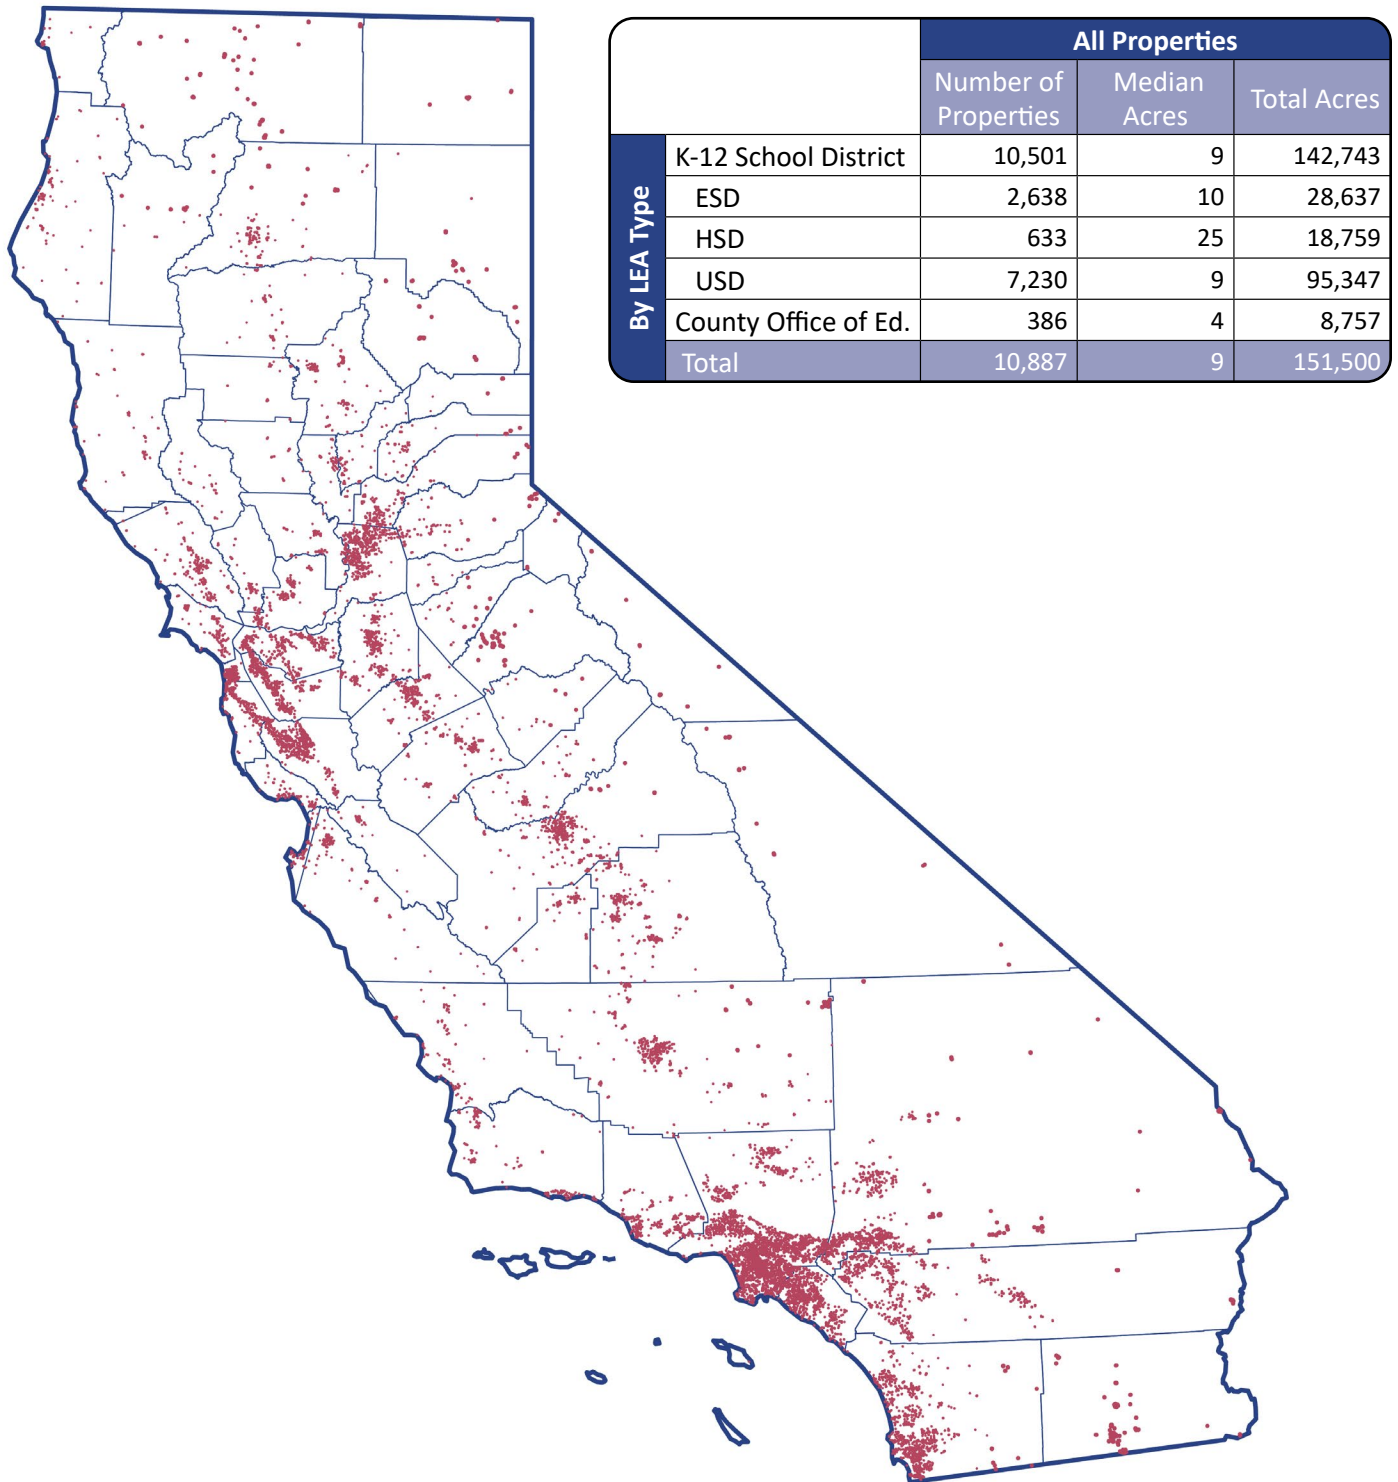 All Properties
Number of Properties Median Acres Total Acres
By LEA Type
K-12 School District 10,501 9 142,743
ESD 2,638 10 28,637
HSD 633 25 18,759
USD 7,230 9 95,347
County Office of Ed. 386 4 8,757
Total 10,887 9 151,500